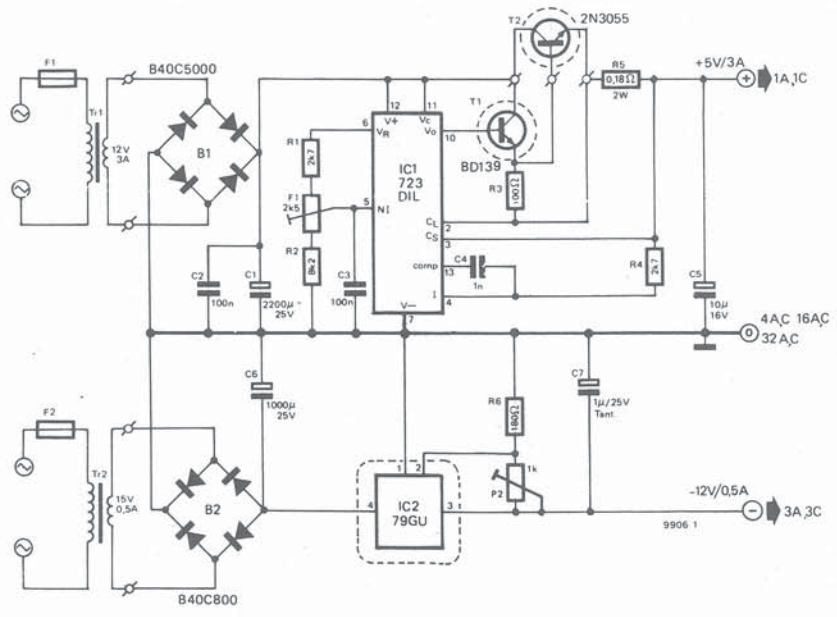 T2
2N3055
F1
B40C5000
R5
0,18Ω
2W
+5V/3A
+
1A,1C
T1
12
11
V+
Vc
6
VR
Vo
10
Tr1
12V
3A
B1
R1
2k7
IC1
723
DIL
BD139
F1
2k5
5
NI
R3
100Ω
CL
2
CS
3
R2
8k2
C4
comp
13
1n
R4
2k7
C2
100n
C1
2200μ
25V
C3
100n
I
4
C5
10μ
16V
V−
7
0
4A,C 16A,C
32A,C
C6
1000μ
25V
C7
1μ/25V
Tant.
R6
180Ω
F2
Tr2
15V
0,5A
B2
1
2
1k
P2
4
IC2
79GU
3
-12V/0,5A
−
3A,3C
9906 1
B40C800